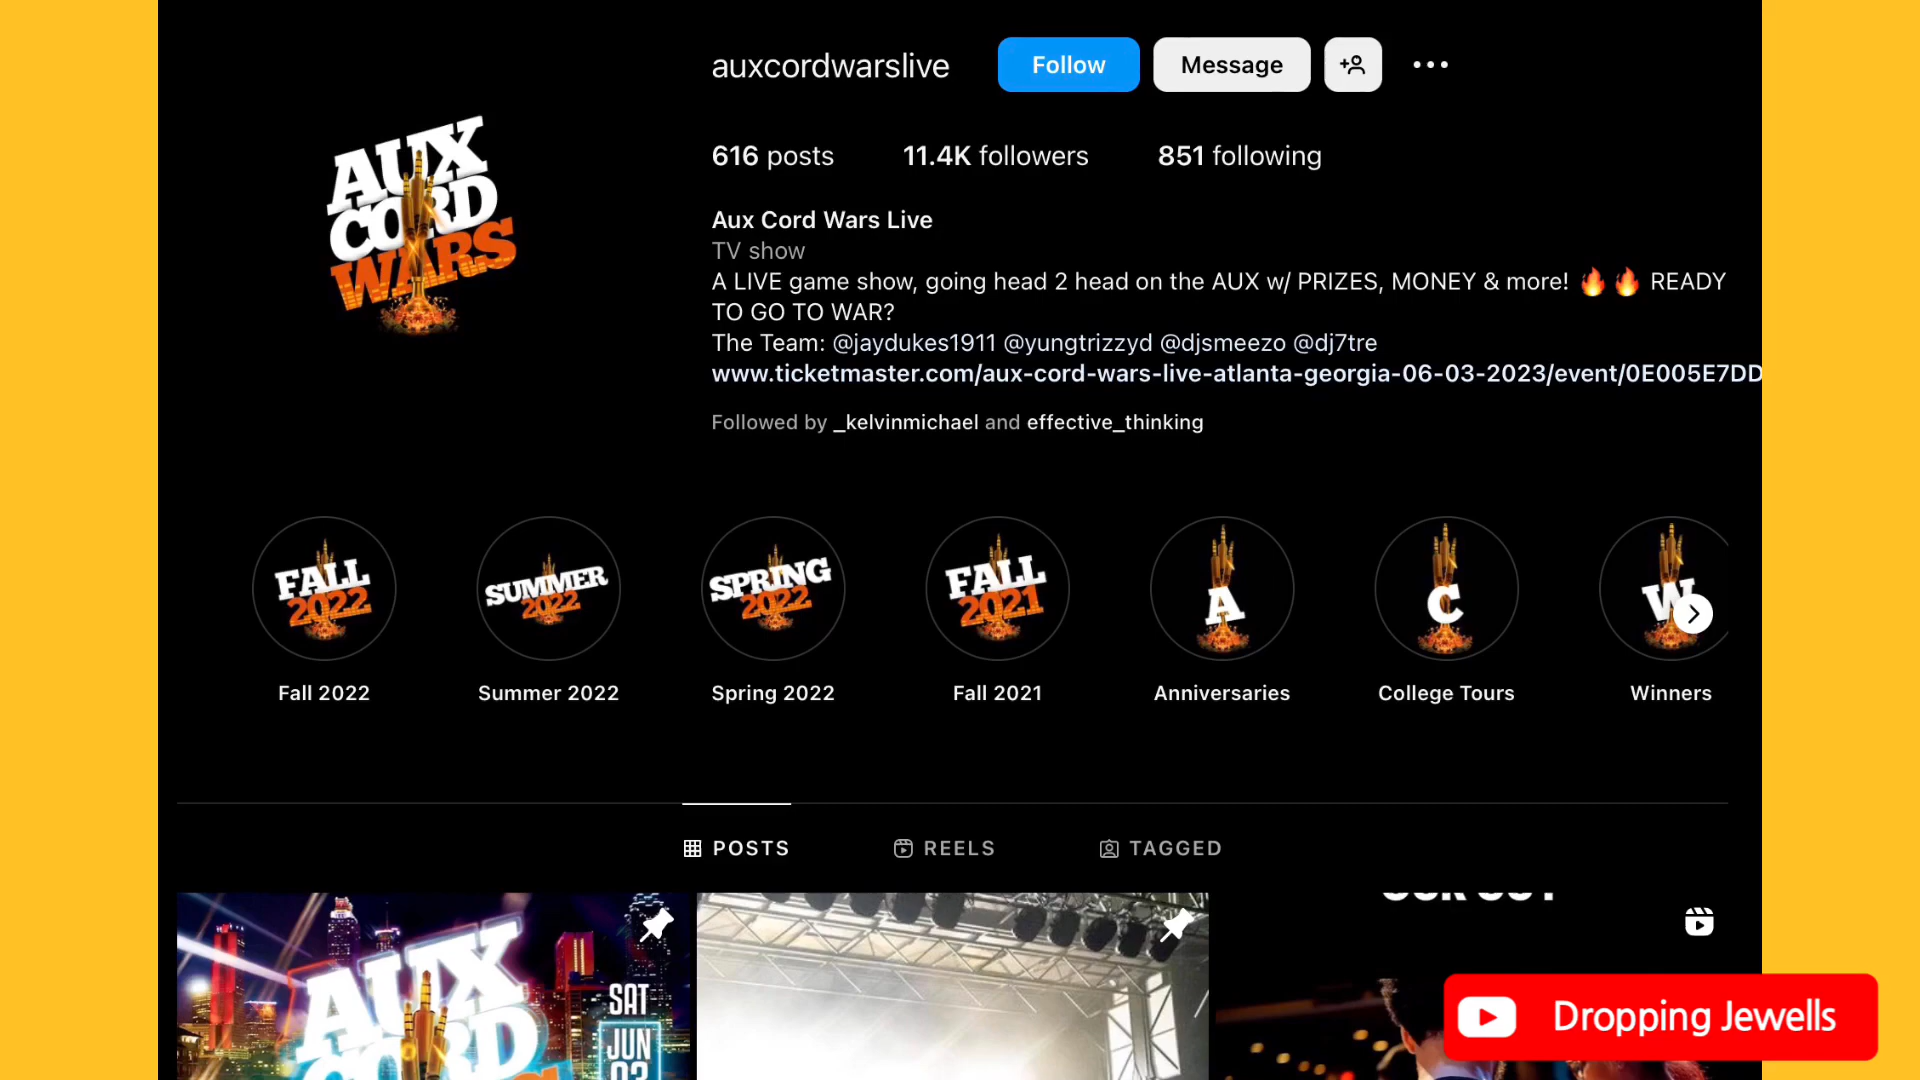 auxcordwarslive
Follow
Message
616 posts
11.4K followers
851 following
AUX
CORD
WARS
Aux Cord Wars Live
TV show
A LIVE game show, going head 2 head on the AUX w/ PRIZES, MONEY & more! 🔥🔥 READY
TO GO TO WAR?
The Team: @jaydukes1911 @yungtrizzyd @djsmeezo @dj7tre
www.ticketmaster.com/aux-cord-wars-live-atlanta-georgia-06-03-2023/event/0E005E7DD
Followed by _kelvinmichael and effective_thinking
FALL
2022
SUMMER
2022
SPRING
2022
FALL
2021
A
C
W
Fall 2022
Summer 2022
Spring 2022
Fall 2021
Anniversaries
College Tours
Winners
POSTS
REELS
TAGGED
AUX
CORD
SAT
JUN
03
Dropping Jewells